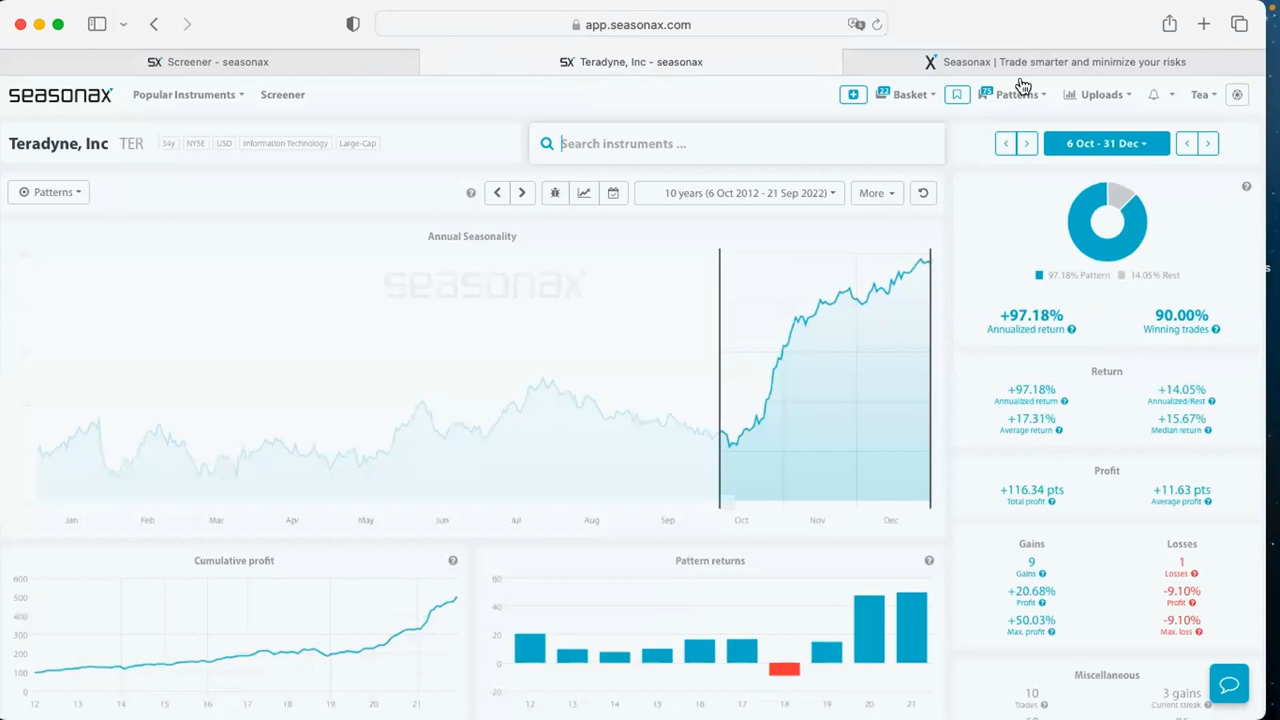 app.seasonax.com
SX Screener - seasonax
SX Teradyne, Inc - seasonax
Seasonax | Trade smarter and minimize your risks
seasonax
Popular Instruments
Screener
22
Basket
75
Patterns
Uploads
Tea
Teradyne, Inc TER
34y
NYSE
USD
Information Technology
Large-Cap
Search instruments ...
6 Oct - 31 Dec
Patterns
10 years (6 Oct 2012 - 21 Sep 2022)
More
Annual Seasonality
seasonax
Jan Feb Mar Apr May Jun Jul Aug Sep Oct Nov Dec
97.18% Pattern 14.05% Rest
+97.18% 90.00%
Annualized return Winning trades
Return
+97.18% +14.05%
Annualized return Annualized/Rest
+17.31% +15.67%
Average return Median return
Profit
+116.34 pts +11.63 pts
Total profit Average profit
Gains Losses
9 1
Gains Losses
+20.68% -9.10%
Profit Profit
+50.03% -9.10%
Max. profit Max. loss
Miscellaneous
10 3 gains
Trades Current streak
Cumulative profit
600
500
400
300
200
100
0
12 13 14 15 16 17 18 19 20 21
Pattern returns
60
40
20
0
-20
12 13 14 15 16 17 18 19 20 21